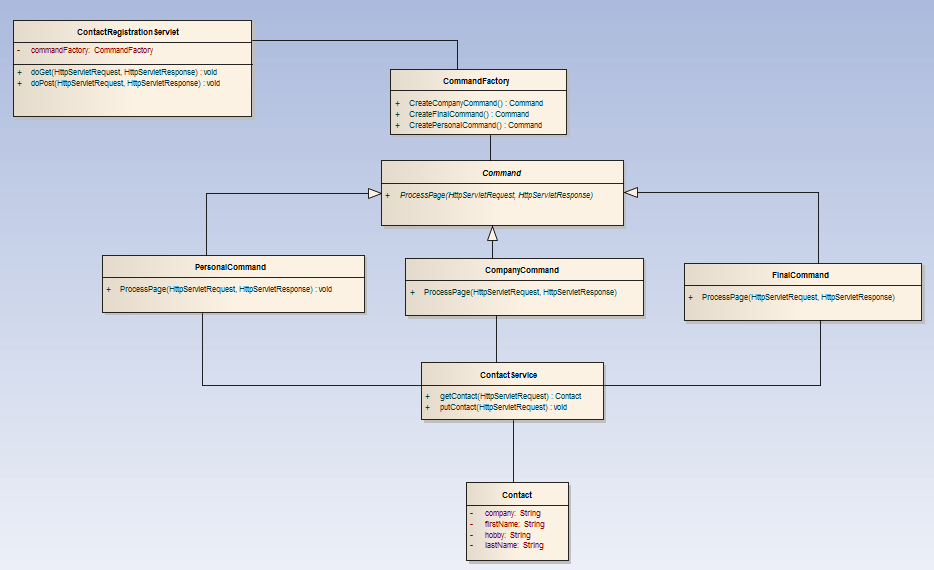 ContactRegistrationServlet
- commandFactory: CommandFactory
+ doGet(HttpServletRequest, HttpServletResponse) : void
+ doPost(HttpServletRequest, HttpServletResponse) : void
CommandFactory
+ CreateCompanyCommand() : Command
+ CreateFinalCommand() : Command
+ CreatePersonalCommand() : Command
Command
+ ProcessPage(HttpServletRequest, HttpServletResponse)
PersonalCommand
+ ProcessPage(HttpServletRequest, HttpServletResponse) : void
CompanyCommand
+ ProcessPage(HttpServletRequest, HttpServletResponse)
FinalCommand
+ ProcessPage(HttpServletRequest, HttpServletResponse)
ContactService
+ getContact(HttpServletRequest) : Contact
+ putContact(HttpServletRequest) : void
Contact
- company: String
- firstName: String
- hobby: String
- lastName: String